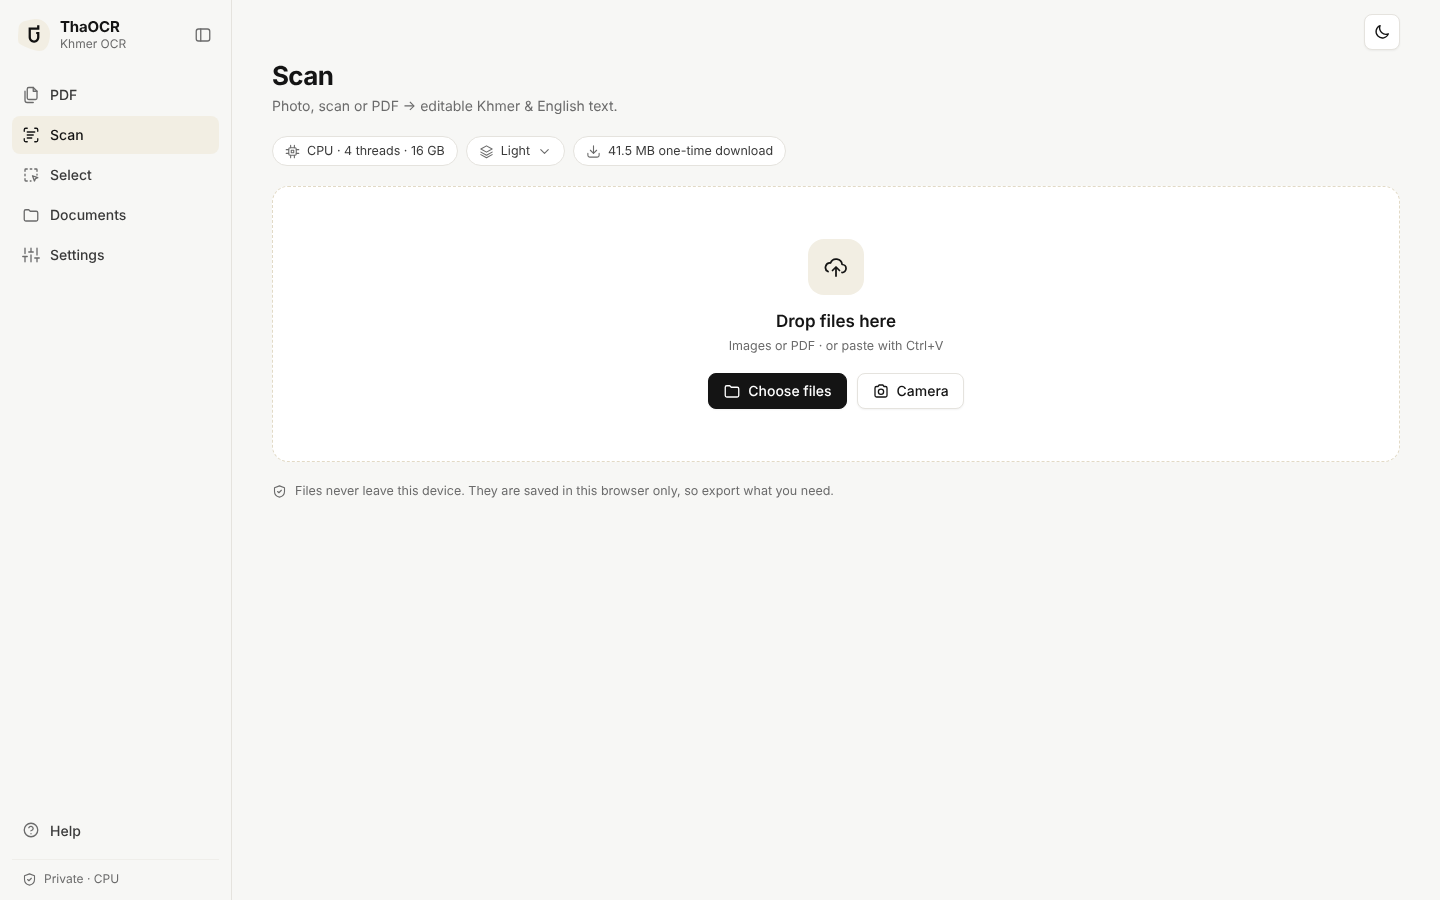 ThaOCR
Khmer OCR
PDF
Scan
Select
Documents
Settings
Help
Private · CPU
Scan
Photo, scan or PDF → editable Khmer & English text.
CPU · 4 threads · 16 GB
Light
41.5 MB one-time download
Drop files here
Images or PDF · or paste with Ctrl+V
Choose files
Camera
Files never leave this device. They are saved in this browser only, so export what you need.